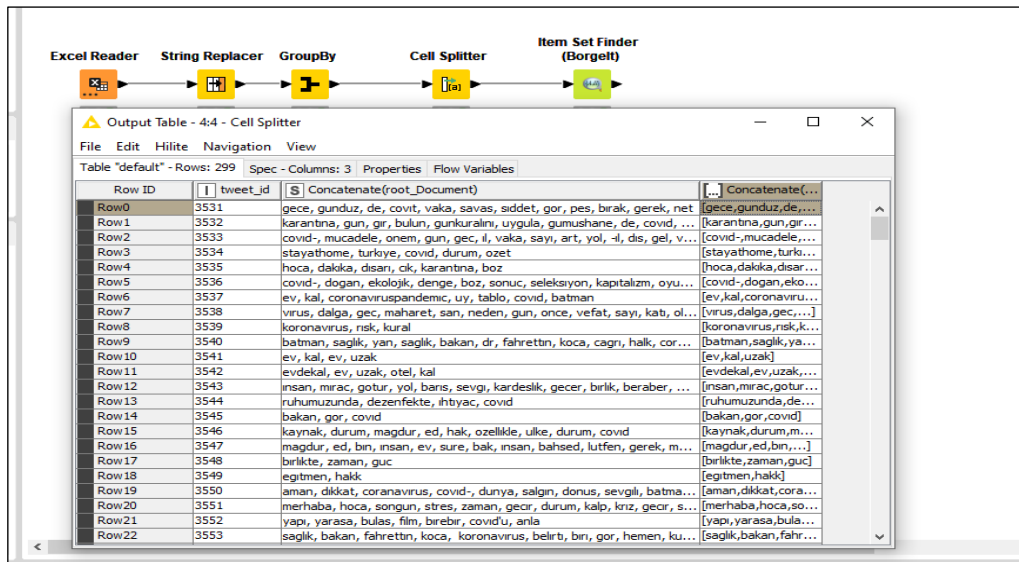 Item Set Finder
Excel Reader String Replacer GroupBy Cell Splitter (Borgelt)
Output Table - 4:4 - Cell Splitter
File Edit Hilite Navigation View
Table "default" - Rows: 299 Spec - Columns: 3 Properties Flow Variables
Row ID I tweet_id S Concatenate(root_Document) [...] Concatenate(...
Row0 3531 gece, gunduz, de, covıt, vaka, savas, sıddet, gor, pes, bırak, gerek, net [gece,gunduz,de,...
Row1 3532 karantına, gun, gır, bulun, gunkuralını, uygula, gumushane, de, covıd, ... [karantına,gun,gır...
Row2 3533 covıd-, mucadele, onem, gun, gec, ıl, vaka, sayı, art, yol, -ıl, dıs, gel, v... [covıd-,mucadele,...
Row3 3534 stayathome, turkıye, covıd, durum, ozet [stayathome,turkı...
Row4 3535 hoca, dakıka, dısarı, cık, karantına, boz [hoca,dakıka,dısar...
Row5 3536 covıd-, dogan, ekolojık, denge, boz, sonuc, seleksıyon, kapıtalızm, oyu... [covıd-,dogan,eko...
Row6 3537 ev, kal, coronavıruspandemıc, uy, tablo, covıd, batman [ev,kal,coronavıru...
Row7 3538 vırus, dalga, gec, maharet, san, neden, gun, once, vefat, sayı, katı, ol... [vırus,dalga,gec,...]
Row8 3539 koronavırus, rısk, kural [koronavırus,rısk,k...
Row9 3540 batman, saglık, yan, saglık, bakan, dr, fahrettın, koca, cagrı, halk, cor... [batman,saglık,ya...
Row10 3541 ev, kal, ev, uzak [ev,kal,uzak]
Row11 3542 evdekal, ev, uzak, otel, kal [evdekal,ev,uzak,...
Row12 3543 ınsan, mırac, gotur, yol, barıs, sevgı, kardeslık, gecer, bırlık, beraber, ... [ınsan,mırac,gotur...
Row13 3544 ruhumuzunda, dezenfekte, ıhtıyac, covıd [ruhumuzunda,de...
Row14 3545 bakan, gor, covıd [bakan,gor,covıd]
Row15 3546 kaynak, durum, magdur, ed, hak, ozellıkle, ulke, durum, covıd [kaynak,durum,m...
Row16 3547 magdur, ed, bın, ınsan, ev, sure, bak, ınsan, bahsed, lutfen, gerek, m... [magdur,ed,bın,...]
Row17 3548 bırlıkte, zaman, guc [bırlıkte,zaman,guc]
Row18 3549 egıtmen, hakk [egıtmen,hakk]
Row19 3550 aman, dıkkat, coranavırus, covıd-, dunya, salgın, donus, sevgılı, batma... [aman,dıkkat,cora...
Row20 3551 merhaba, hoca, songun, stres, zaman, gecır, durum, kalp, krız, gecır, s... [merhaba,hoca,so...
Row21 3552 yapı, yarasa, bulas, fılm, bırebır, covıd'u, anla [yapı,yarasa,bula...
Row22 3553 saglık, bakan, fahrettın, koca, koronavırus, belırtı, bırı, gor, hemen, ku... [saglık,bakan,fahr...